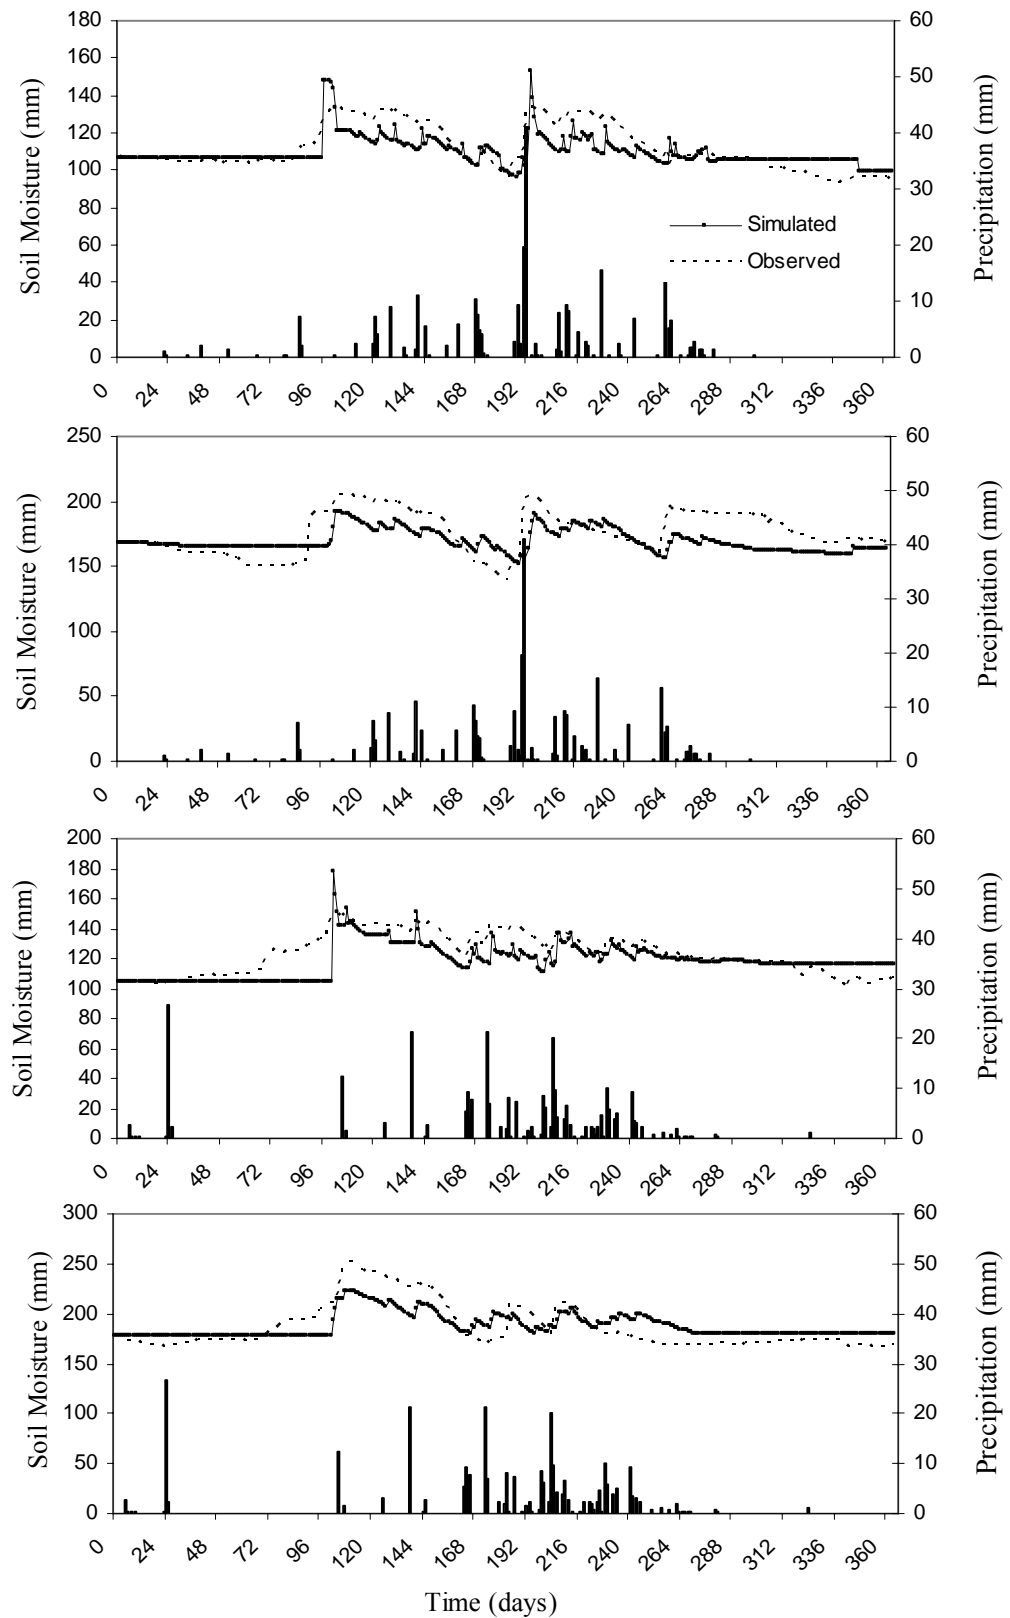 180 160 140 120 100 80 60 40 20 0
Soil Moisture (mm)
60 50 40 30 20 10 0
Precipitation (mm)
Simulated
Observed
0 24 48 72 96 120 144 168 192 216 240 264 288 312 336 360
250 200 150 100 50 0
Soil Moisture (mm)
60 50 40 30 20 10 0
Precipitation (mm)
0 24 48 72 96 120 144 168 192 216 240 264 288 312 336 360
200 180 160 140 120 100 80 60 40 20 0
Soil Moisture (mm)
60 50 40 30 20 10 0
Precipitation (mm)
0 24 48 72 96 120 144 168 192 216 240 264 288 312 336 360
300 250 200 150 100 50 0
Soil Moisture (mm)
60 50 40 30 20 10 0
Precipitation (mm)
0 24 48 72 96 120 144 168 192 216 240 264 288 312 336 360
Time (days)